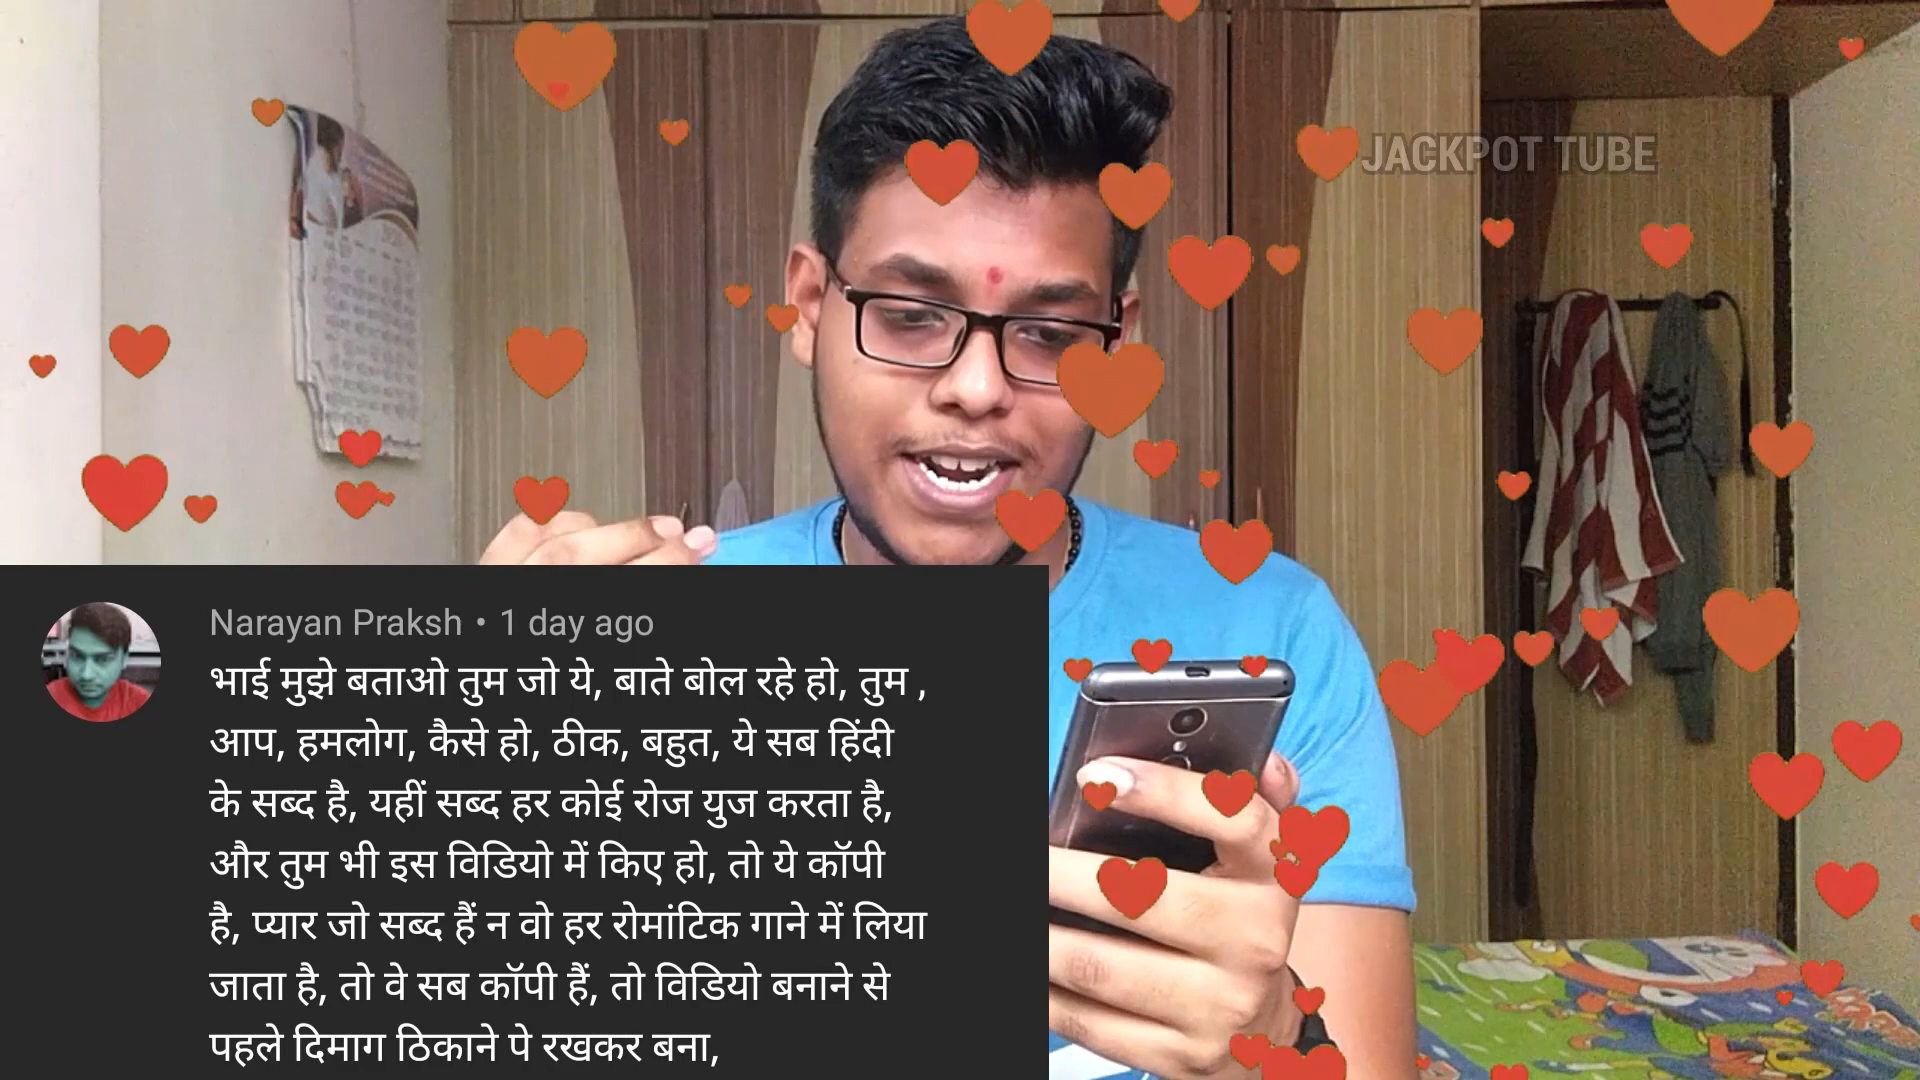 JACKPOT TUBE
Narayan Praksh • 1 day ago
भाई मुझे बताओ तुम जो ये, बाते बोल रहे हो, तुम ,
आप, हमलोग, कैसे हो, ठीक, बहुत, ये सब हिंदी
के सब्द है, यहीं सब्द हर कोई रोज युज करता है,
और तुम भी इस विडियो में किए हो, तो ये कॉपी
है, प्यार जो सब्द हैं न वो हर रोमांटिक गाने में लिया
जाता है, तो वे सब कॉपी हैं, तो विडियो बनाने से
पहले दिमाग ठिकाने पे रखकर बना,